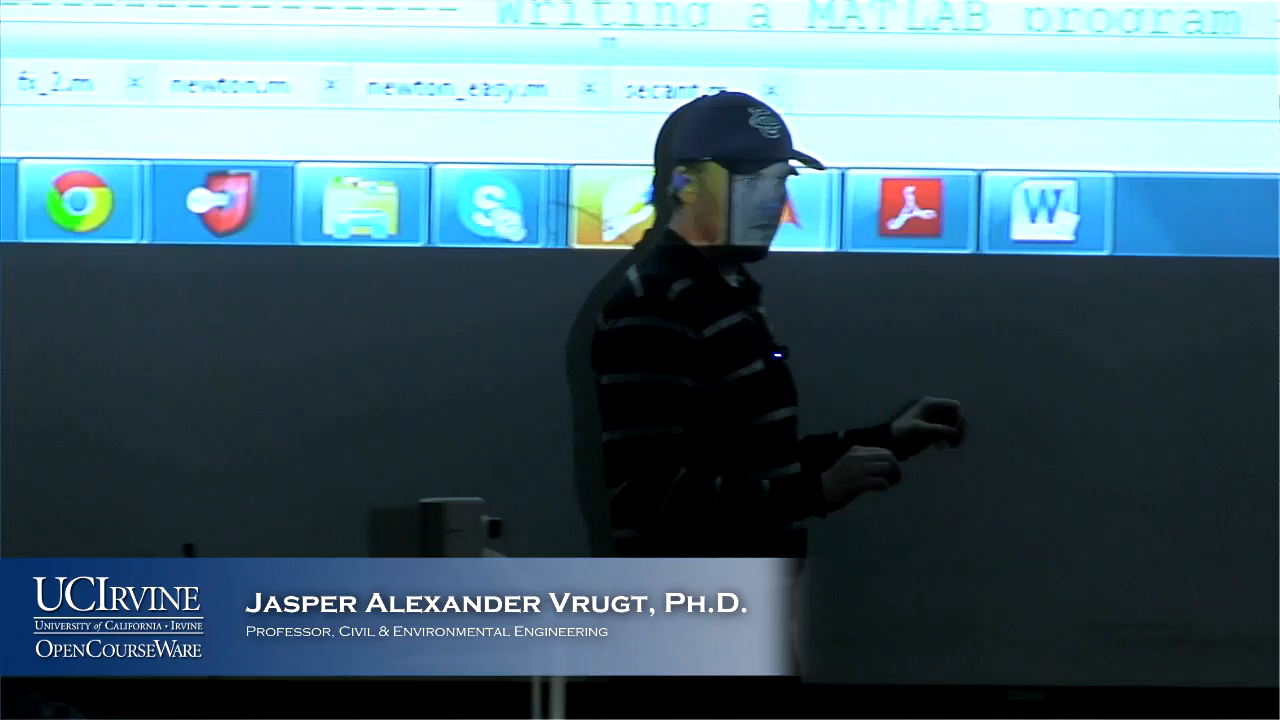 Writing a MATLAB program
fx_2.m × newton.m × newton_easy.m × secant.m ×
W
UCIRVINE
UNIVERSITY of CALIFORNIA • IRVINE
OPENCOURSEWARE
JASPER ALEXANDER VRUGT, PH.D.
PROFESSOR, CIVIL & ENVIRONMENTAL ENGINEERING